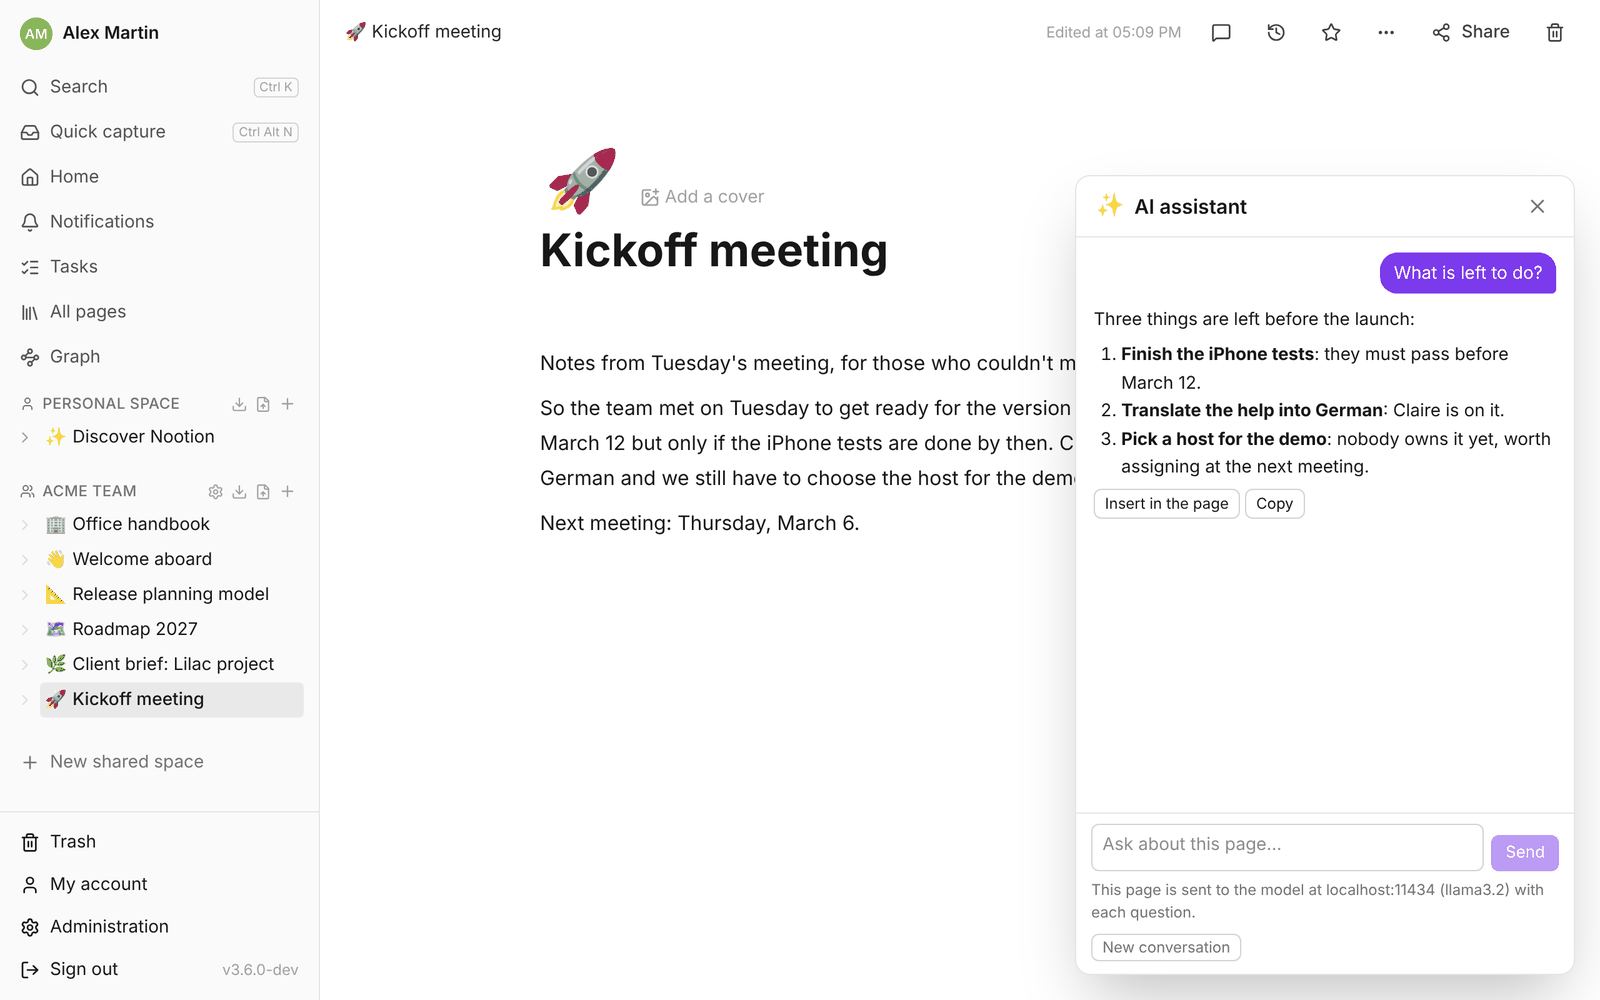 AM Alex Martin
Search Ctrl K
Quick capture Ctrl Alt N
Home
Notifications
Tasks
All pages
Graph
PERSONAL SPACE
Discover Nootion
ACME TEAM
Office handbook
Welcome aboard
Release planning model
Roadmap 2027
Client brief: Lilac project
Kickoff meeting
New shared space
Trash
My account
Administration
Sign out v3.6.0-dev
Kickoff meeting
Edited at 05:09 PM
Share
Add a cover
Kickoff meeting
Notes from Tuesday's meeting, for those who couldn't
So the team met on Tuesday to get ready for the version
March 12 but only if the iPhone tests are done by then.
German and we still have to choose the host for the
Next meeting: Thursday, March 6.
AI assistant
What is left to do?
Three things are left before the launch:
1. Finish the iPhone tests: they must pass before
March 12.
2. Translate the help into German: Claire is on it.
3. Pick a host for the demo: nobody owns it yet, worth
assigning at the next meeting.
Insert in the page Copy
Ask about this page...
Send
This page is sent to the model at localhost:11434 (llama3.2) with
each question.
New conversation